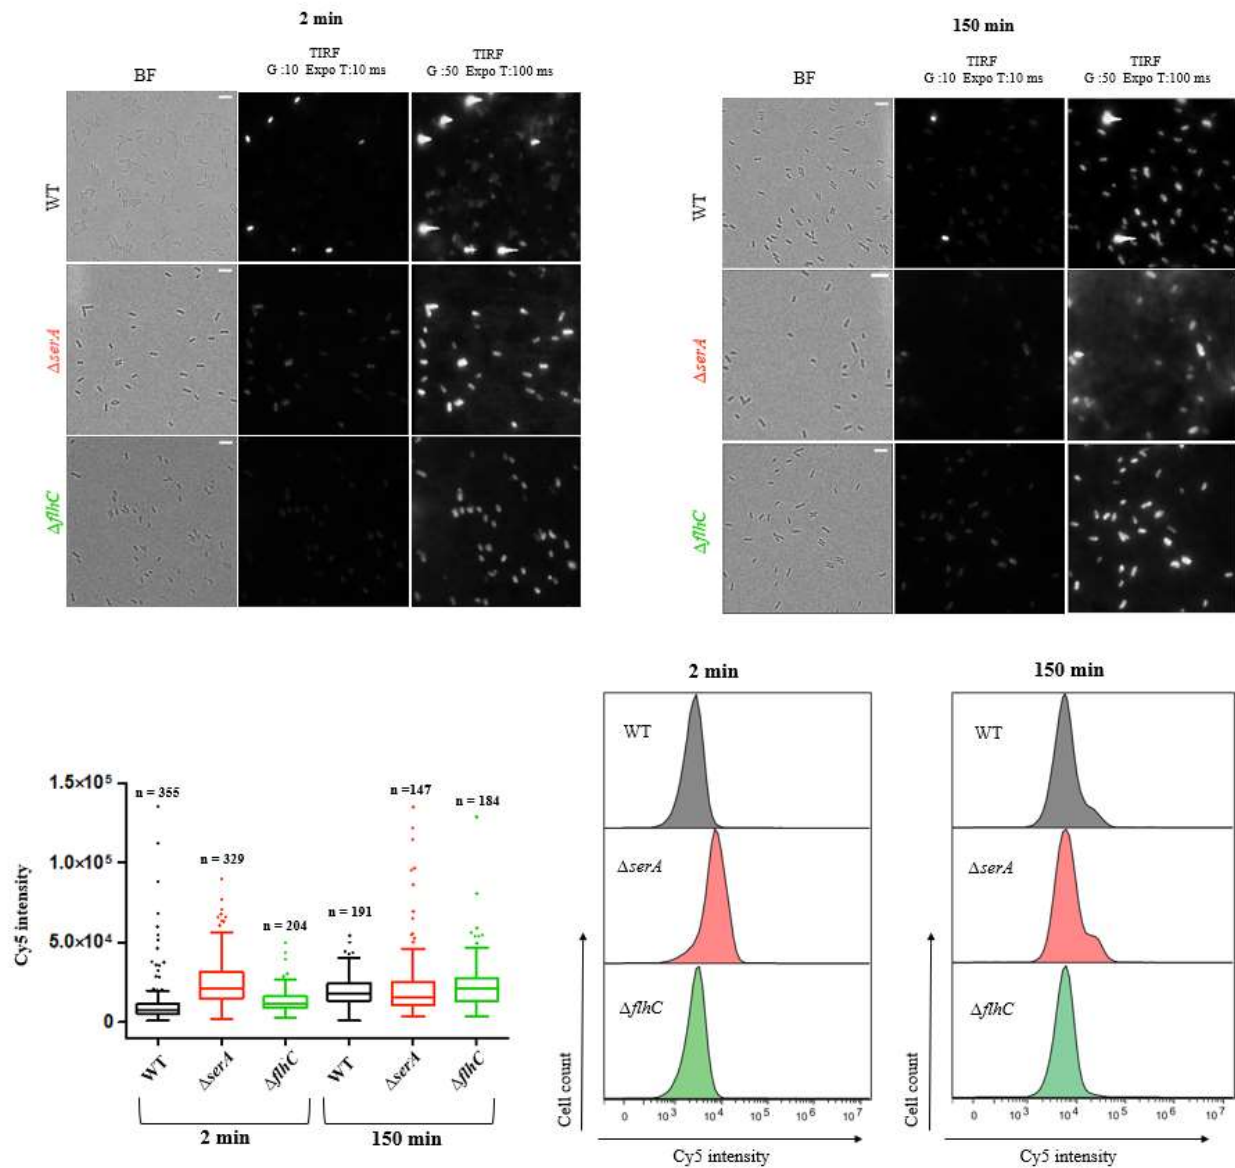 2 min
BF
TIRF
G :10 Expo T:10 ms
TIRF
G :50 Expo T:100 ms
WT
ΔserA
ΔflhC
150 min
BF
TIRF
G :10 Expo T:10 ms
TIRF
G :50 Expo T:100 ms
WT
ΔserA
ΔflhC
Cy5 intensity
1.5×10⁵
1.0×10⁵
5.0×10⁴
0
n = 355
n = 329
n = 204
n = 191
n =147
n = 184
WT
ΔserA
ΔflhC
WT
ΔserA
ΔflhC
2 min
150 min
2 min
WT
ΔserA
ΔflhC
Cell count
0 10³ 10⁴ 10⁵ 10⁶ 10⁷
Cy5 intensity
150 min
WT
ΔserA
ΔflhC
Cell count
0 10³ 10⁴ 10⁵ 10⁶ 10⁷
Cy5 intensity